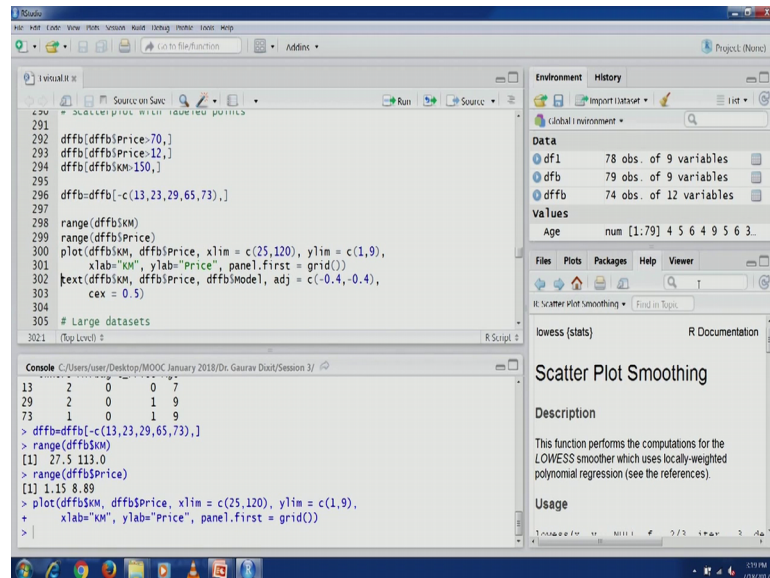 RStudio
File Edit Code View Plots Session Build Debug Profile Tools Help
Go to file/function
Addins
Project: (None)
1 visual.R
Source on Save
Run
Source
290 # Scatterplot with labeled points
291
292 dffb[dffb$Price>70,]
293 dffb[dffb$Price>12,]
294 dffb[dffb$KM>150,]
295
296 dffb=dffb[-c(13,23,29,65,73),]
297
298 range(dffb$KM)
299 range(dffb$Price)
300 plot(dffb$KM, dffb$Price, xlim = c(25,120), ylim = c(1,9),
301 xlab="KM", ylab="Price", panel.first = grid())
302 text(dffb$KM, dffb$Price, dffb$Model, adj = c(-0.4,-0.4),
303 cex = 0.5)
304
305 # Large datasets
302:1 (Top Level)
R Script
Console C:/Users/user/Desktop/MOOC January 2018/Dr. Gaurav Dixit/Session 3/
13 2 0 0 7
29 2 0 1 9
73 1 0 1 9
> dffb=dffb[-c(13,23,29,65,73),]
> range(dffb$KM)
[1] 27.5 113.0
> range(dffb$Price)
[1] 1.15 8.89
> plot(dffb$KM, dffb$Price, xlim = c(25,120), ylim = c(1,9),
+ xlab="KM", ylab="Price", panel.first = grid())
>
Environment History
Import Dataset
List
Global Environment
Data
df1 78 obs. of 9 variables
dfb 79 obs. of 9 variables
dffb 74 obs. of 12 variables
Values
Age num [1:79] 4 5 6 4 9 5 6 3…
Files Plots Packages Help Viewer
R: Scatter Plot Smoothing
Find in Topic
lowess {stats}
R Documentation
Scatter Plot Smoothing
Description
This function performs the computations for the
LOWESS smoother which uses locally-weighted
polynomial regression (see the references).
Usage
3:19 PM